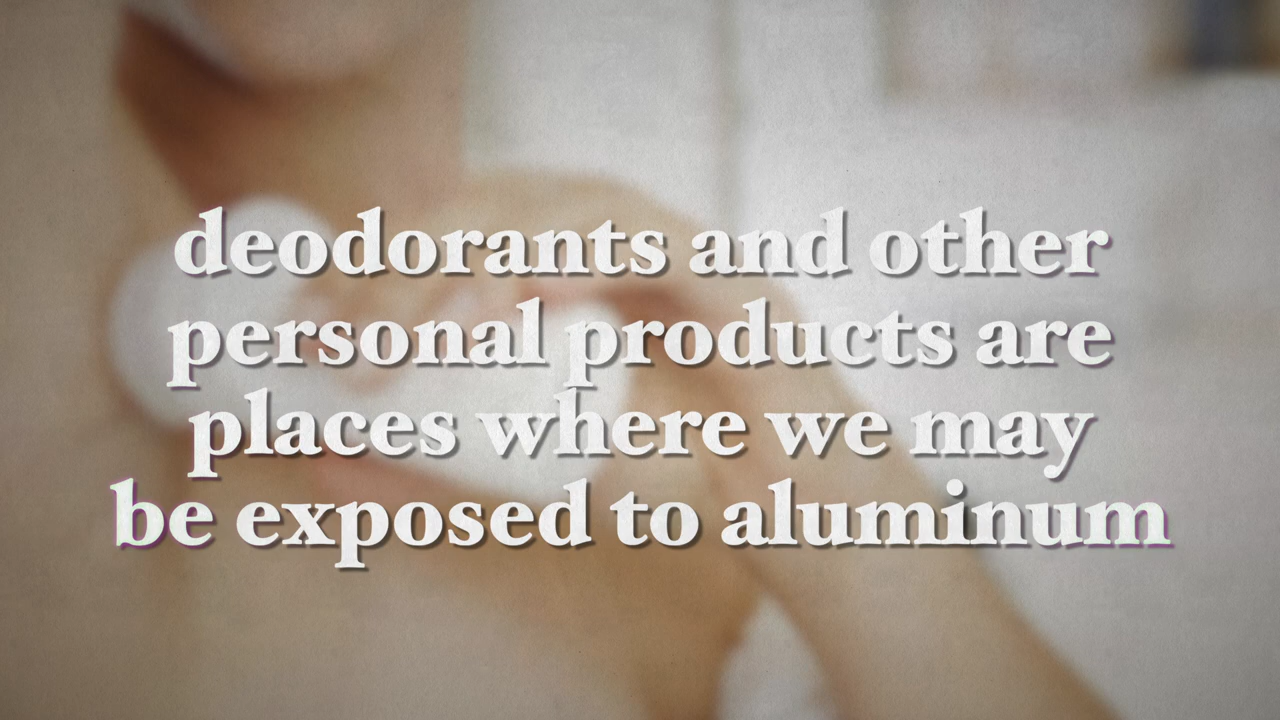 deodorants and other
personal products are
places where we may
be exposed to aluminum